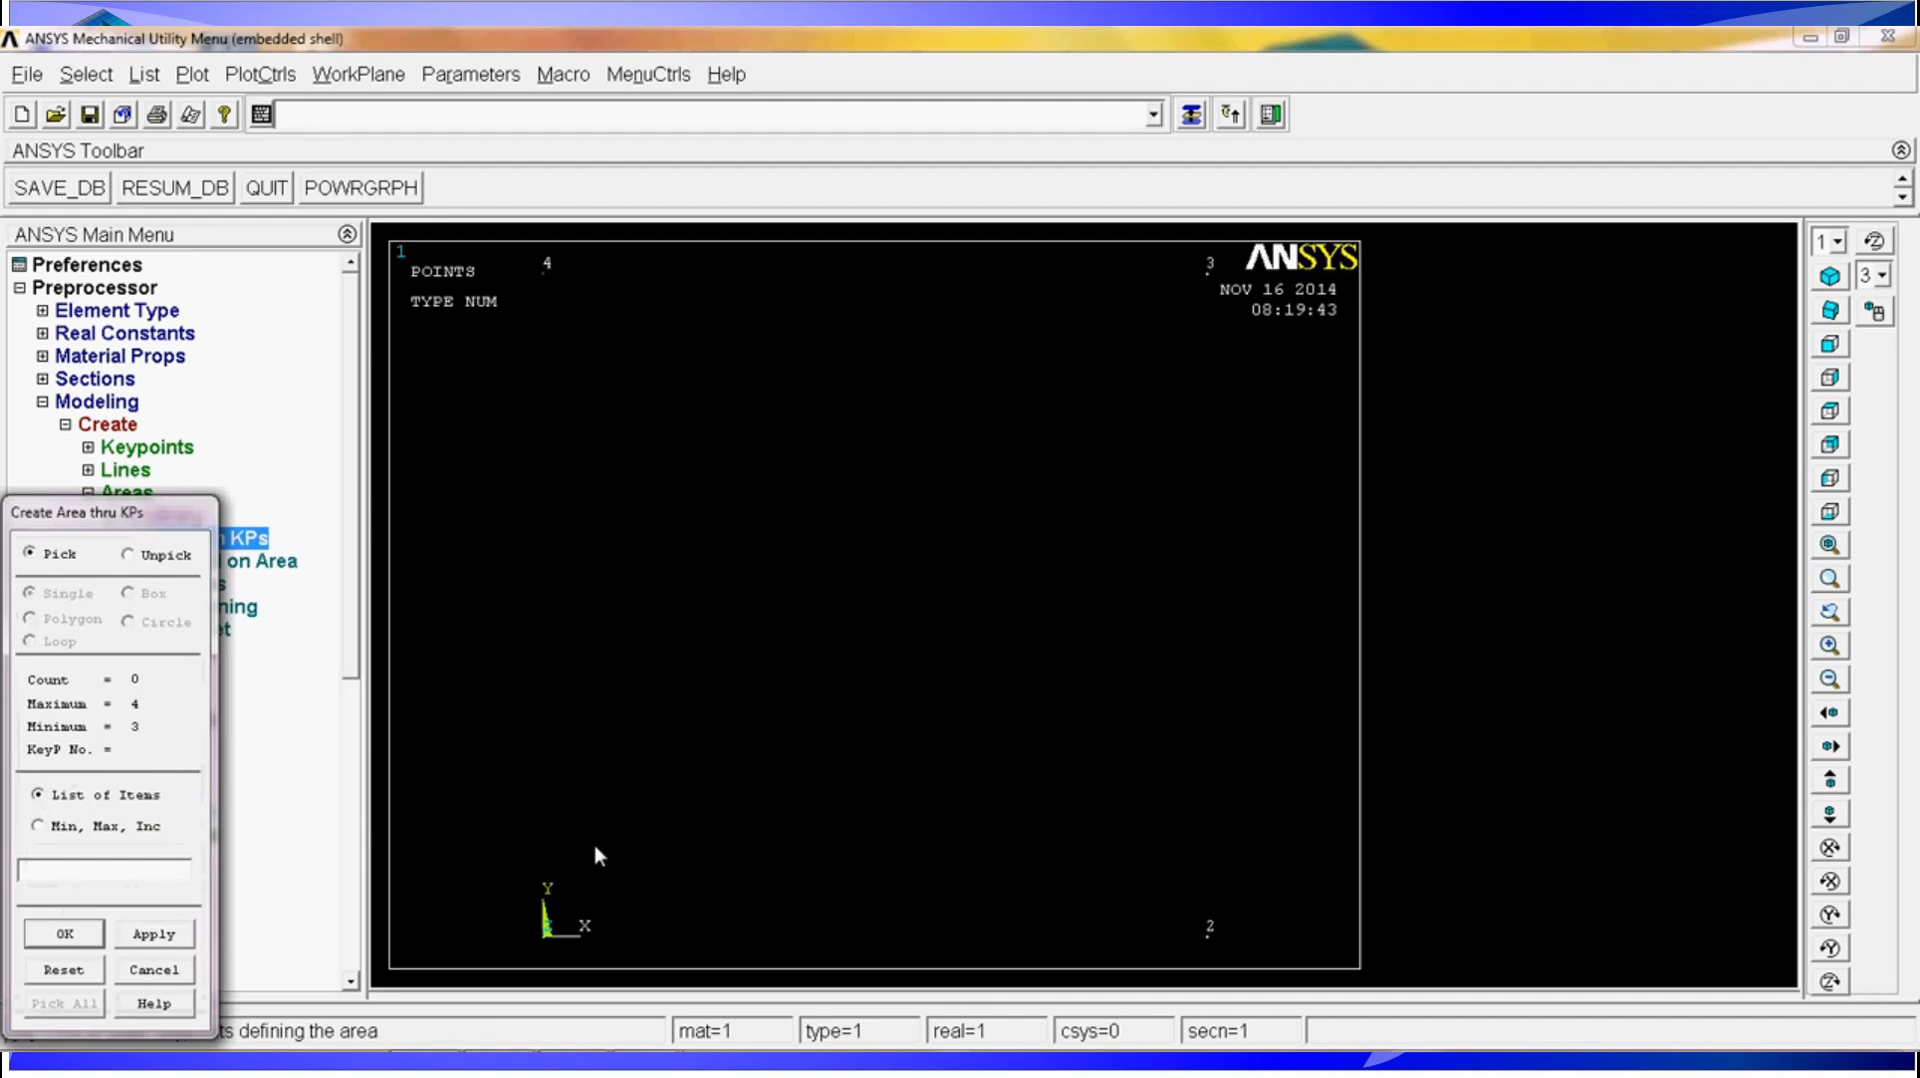 ANSYS Mechanical Utility Menu (embedded shell)
File Select List Plot PlotCtrls WorkPlane Parameters Macro MenuCtrls Help
ANSYS Toolbar
SAVE_DB RESUM_DB QUIT POWRGRPH
ANSYS Main Menu
Preferences
Preprocessor
Element Type
Real Constants
Material Props
Sections
Modeling
Create
Keypoints
Lines
Areas
KPs
on Area
s
ning
et
Create Area thru KPs
Pick Unpick
Single Box
Polygon Circle
Loop
Count = 0
Maximum = 4
Minimum = 3
KeyP No. =
List of Items
Min, Max, Inc
OK Apply
Reset Cancel
Pick All Help
1
POINTS
TYPE NUM
4
3
ANSYS
NOV 16 2014
08:19:43
Y
X
2
1
3
ts defining the area
mat=1 type=1 real=1 csys=0 secn=1